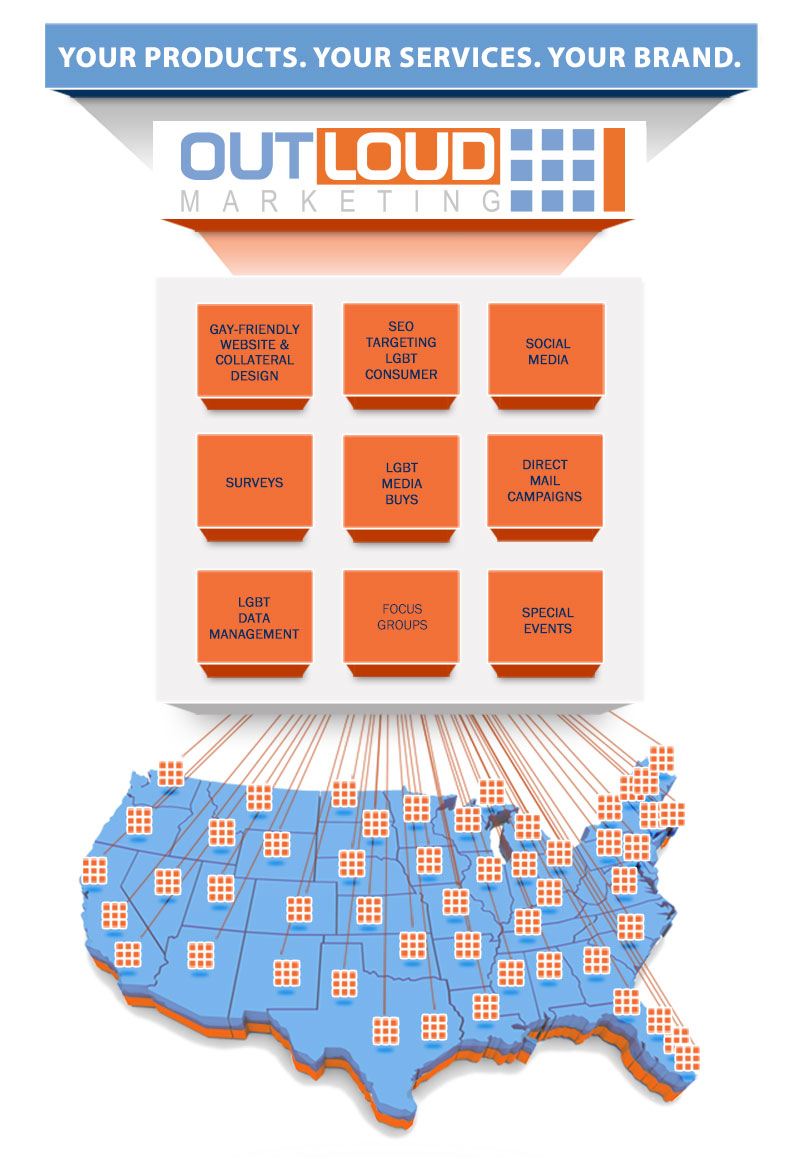 YOUR PRODUCTS. YOUR SERVICES. YOUR BRAND.
OUTLOUD
MARKETING
GAY-FRIENDLY
WEBSITE &
COLLATERAL
DESIGN
SEO
TARGETING
LGBT
CONSUMER
SOCIAL
MEDIA
SURVEYS
LGBT
MEDIA
BUYS
DIRECT
MAIL
CAMPAIGNS
LGBT
DATA
MANAGEMENT
FOCUS
GROUPS
SPECIAL
EVENTS